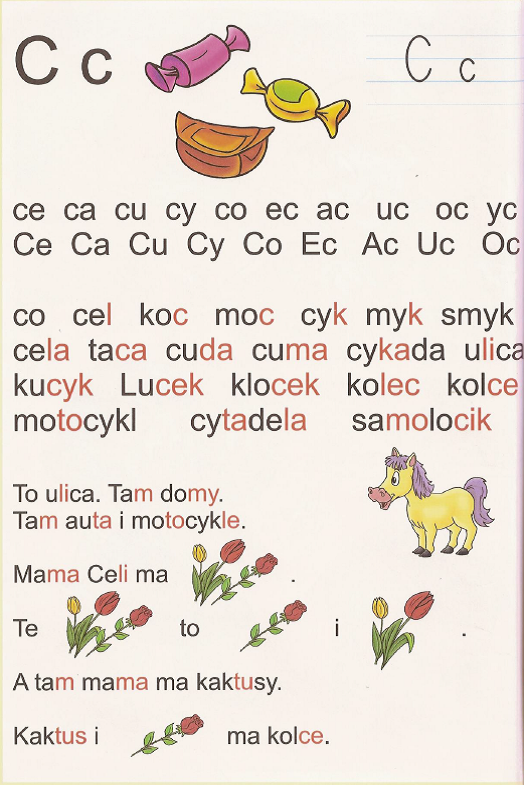 C c
C c
ce ca cu cy co ec ac uc oc yc
Ce Ca Cu Cy Co Ec Ac Uc Oc
co cel koc moc cyk myk smyk
cela taca cuda cuma cykada ulica
kucyk Lucek klocek kolec kolce
motocykl cytadela samolocik
To ulica. Tam domy.
Tam auta i motocykle.
Mama Celi ma .
Te to i .
A tam mama ma kaktusy.
Kaktus i ma kolce.